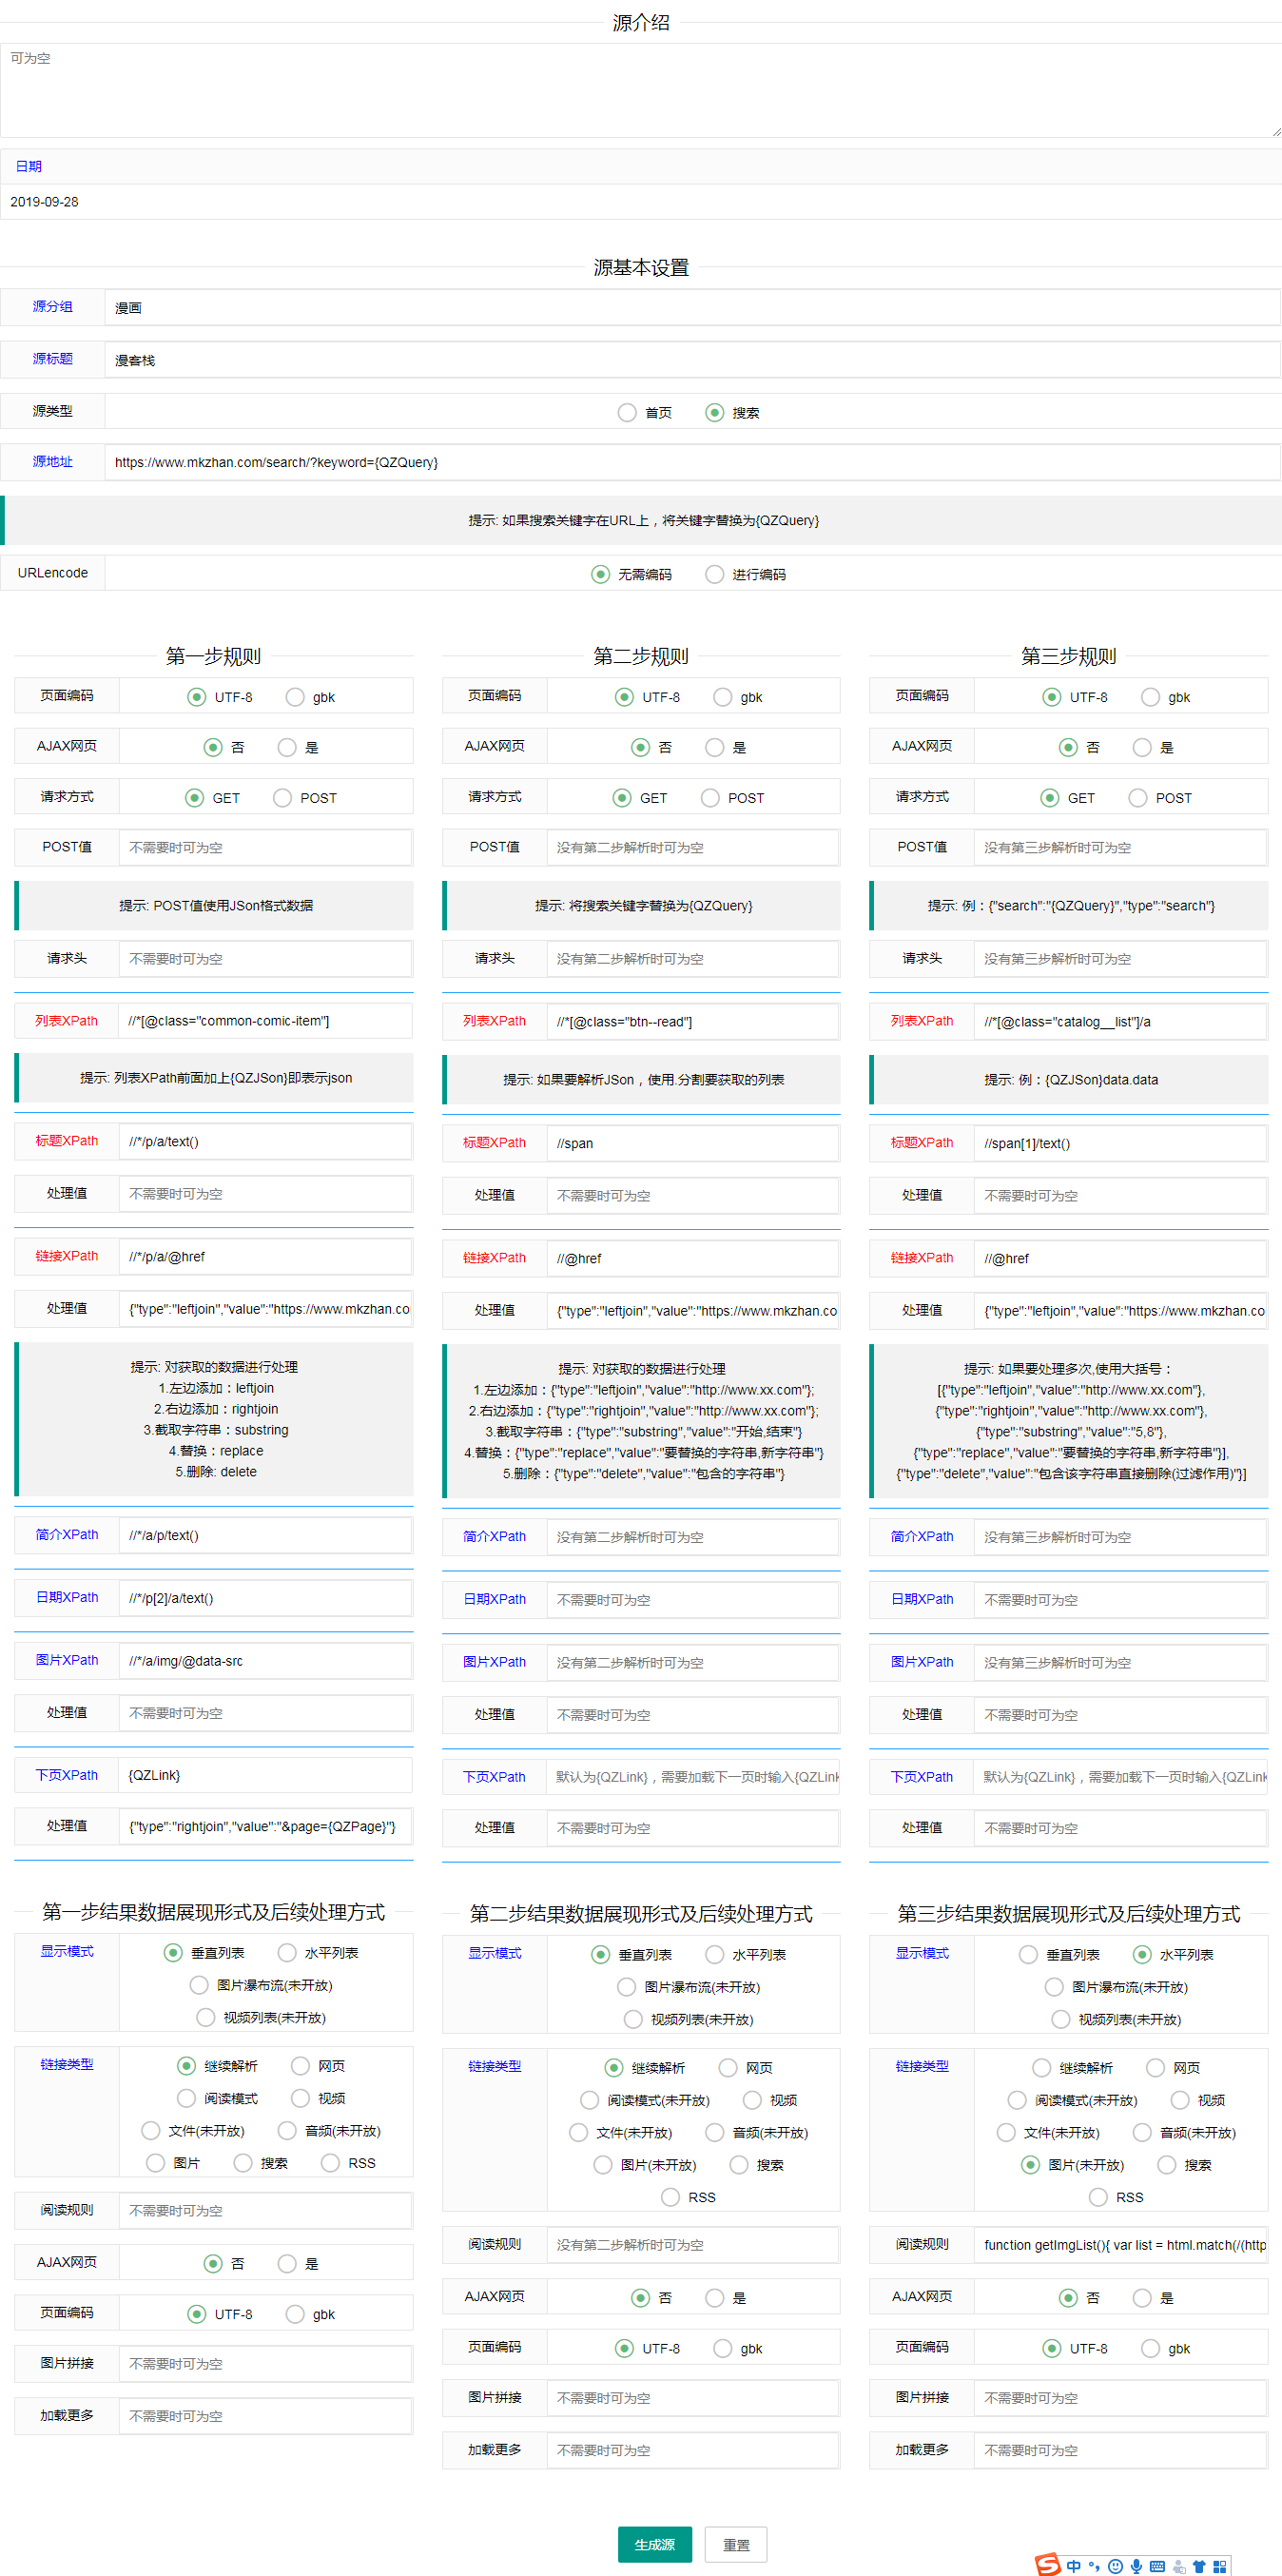 源介绍
可为空
日期
2019-09-28
源基本设置
源分组 漫画
源标题 漫客栈
源类型 首页 搜索
源地址 https://www.mkzhan.com/search/?keyword={QZQuery}
提示: 如果搜索关键字在URL上，将关键字替换为{QZQuery}
URLencode 无需编码 进行编码
第一步规则
页面编码 UTF-8 gbk
AJAX网页 否 是
请求方式 GET POST
POST值 不需要时可为空
提示: POST值使用JSon格式数据
请求头 不需要时可为空
列表XPath //*[@class="common-comic-item"]
提示: 列表XPath前面加上{QZJSon}即表示json
标题XPath //*/p/a/text()
处理值 不需要时可为空
链接XPath //*/p/a/@href
处理值 {"type":"leftjoin","value":"https://www.mkzhan.co
提示: 对获取的数据进行处理
1.左边添加：leftjoin
2.右边添加：rightjoin
3.截取字符串：substring
4.替换：replace
5.删除: delete
简介XPath //*/a/p/text()
日期XPath //*/p[2]/a/text()
图片XPath //*/a/img/@data-src
处理值 不需要时可为空
下页XPath {QZLink}
处理值 {"type":"rightjoin","value":"&page={QZPage}"}
第一步结果数据展现形式及后续处理方式
显示模式 垂直列表 水平列表
图片瀑布流(未开放)
视频列表(未开放)
链接类型 继续解析 网页
阅读模式 视频
文件(未开放) 音频(未开放)
图片 搜索 RSS
阅读规则 不需要时可为空
AJAX网页 否 是
页面编码 UTF-8 gbk
图片拼接 不需要时可为空
加载更多 不需要时可为空
第二步规则
页面编码 UTF-8 gbk
AJAX网页 否 是
请求方式 GET POST
POST值 没有第二步解析时可为空
提示: 将搜索关键字替换为{QZQuery}
请求头 没有第二步解析时可为空
列表XPath //*[@class="btn--read"]
提示: 如果要解析JSon，使用.分割要获取的列表
标题XPath //span
处理值 不需要时可为空
链接XPath //@href
处理值 {"type":"leftjoin","value":"https://www.mkzhan.co
提示: 对获取的数据进行处理
1.左边添加：{"type":"leftjoin","value":"http://www.xx.com"};
2.右边添加：{"type":"rightjoin","value":"http://www.xx.com"};
3.截取字符串：{"type":"substring","value":"开始,结束"}
4.替换：{"type":"replace","value":"要替换的字符串,新字符串"}
5.删除：{"type":"delete","value":"包含的字符串"}
简介XPath 没有第二步解析时可为空
日期XPath 不需要时可为空
图片XPath 没有第二步解析时可为空
处理值 不需要时可为空
下页XPath 默认为{QZLink}，需要加载下一页时输入{QZLink
处理值 不需要时可为空
第二步结果数据展现形式及后续处理方式
显示模式 垂直列表 水平列表
图片瀑布流(未开放)
视频列表(未开放)
链接类型 继续解析 网页
阅读模式(未开放) 视频
文件(未开放) 音频(未开放)
图片(未开放) 搜索
RSS
阅读规则 没有第二步解析时可为空
AJAX网页 否 是
页面编码 UTF-8 gbk
图片拼接 不需要时可为空
加载更多 不需要时可为空
第三步规则
页面编码 UTF-8 gbk
AJAX网页 否 是
请求方式 GET POST
POST值 没有第三步解析时可为空
提示: 例：{"search":"{QZQuery}","type":"search"}
请求头 没有第三步解析时可为空
列表XPath //*[@class="catalog__list"]/a
提示: 例：{QZJSon}data.data
标题XPath //span[1]/text()
处理值 不需要时可为空
链接XPath //@href
处理值 {"type":"leftjoin","value":"https://www.mkzhan.co
提示: 如果要处理多次,使用大括号：
[{"type":"leftjoin","value":"http://www.xx.com"},
{"type":"rightjoin","value":"http://www.xx.com"},
{"type":"substring","value":"5,8"},
{"type":"replace","value":"要替换的字符串,新字符串"}],
{"type":"delete","value":"包含该字符串直接删除(过滤作用)"}]
简介XPath 没有第三步解析时可为空
日期XPath 不需要时可为空
图片XPath 没有第三步解析时可为空
处理值 不需要时可为空
下页XPath 默认为{QZLink}，需要加载下一页时输入{QZLink
处理值 不需要时可为空
第三步结果数据展现形式及后续处理方式
显示模式 垂直列表 水平列表
图片瀑布流(未开放)
视频列表(未开放)
链接类型 继续解析 网页
阅读模式(未开放) 视频
文件(未开放) 音频(未开放)
图片(未开放) 搜索
RSS
阅读规则 function getImgList(){ var list = html.match(/(http
AJAX网页 否 是
页面编码 UTF-8 gbk
图片拼接 不需要时可为空
加载更多 不需要时可为空
生成源 重置
S 中